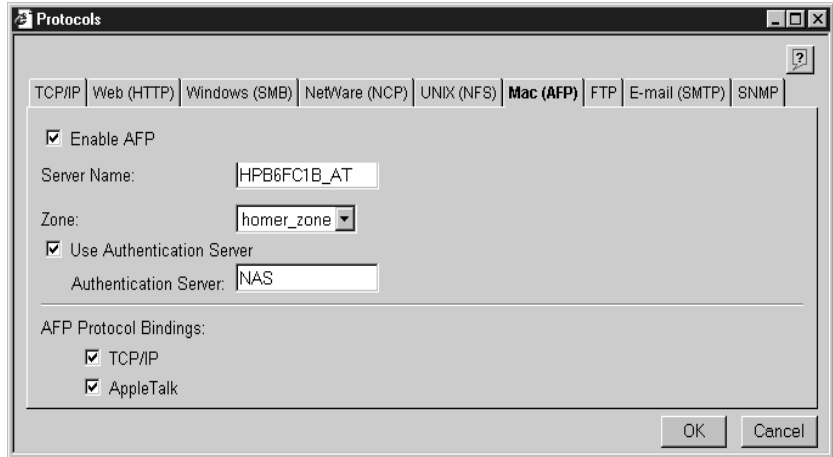 Protocols
?
TCP/IP Web (HTTP) Windows (SMB) NetWare (NCP) UNIX (NFS) Mac (AFP) FTP E-mail (SMTP) SNMP
Enable AFP
Server Name: HPB6FC1B_AT
Zone: homer_zone
Use Authentication Server
Authentication Server: NAS
AFP Protocol Bindings:
TCP/IP
AppleTalk
OK Cancel